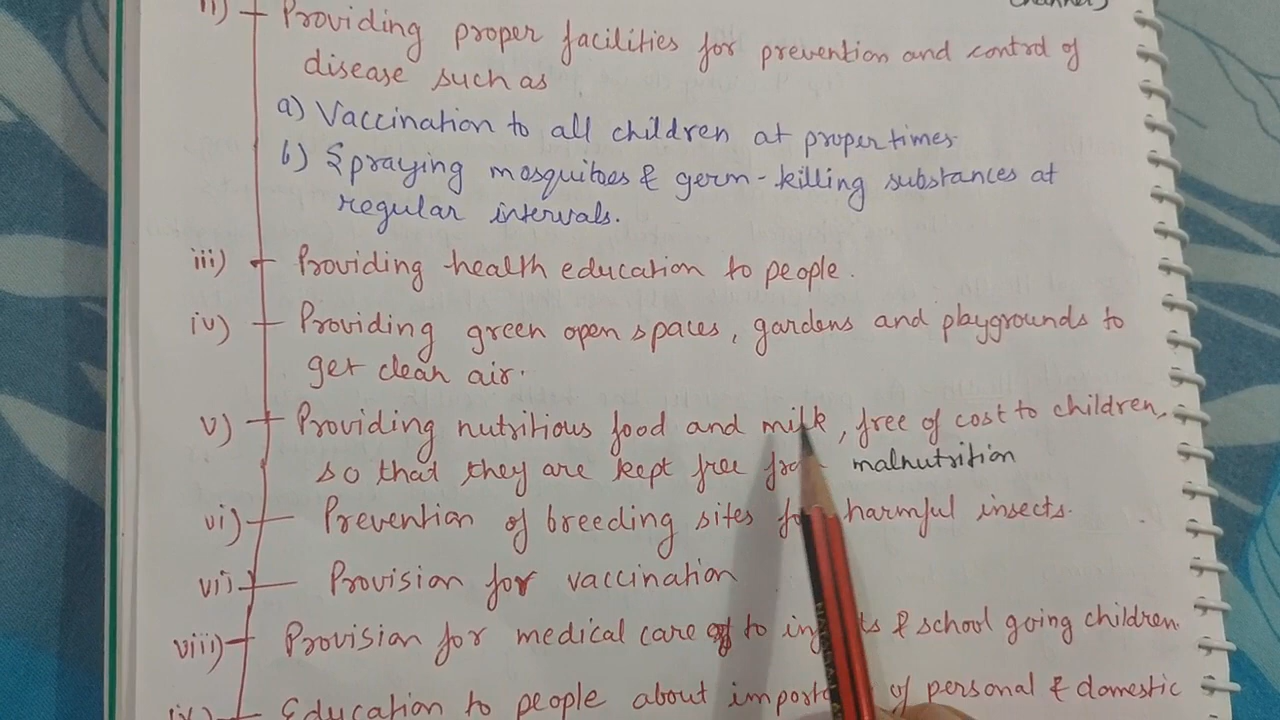 ii) Providing proper facilities for prevention and control of
disease such as
a) Vaccination to all children at proper times
b) Spraying mosquitoes & germ-killing substances at
regular intervals.
iii) Providing health education to people.
iv) Providing green open spaces, gardens and playgrounds to
get clean air.
v) Providing nutritious food and milk, free of cost to children,
so that they are kept free malnutrition
vi) Prevention of breeding sites harmful insects.
vii) Provision for vaccination
viii) Provision for medical care to & school going children.
Education to people about of personal & domestic